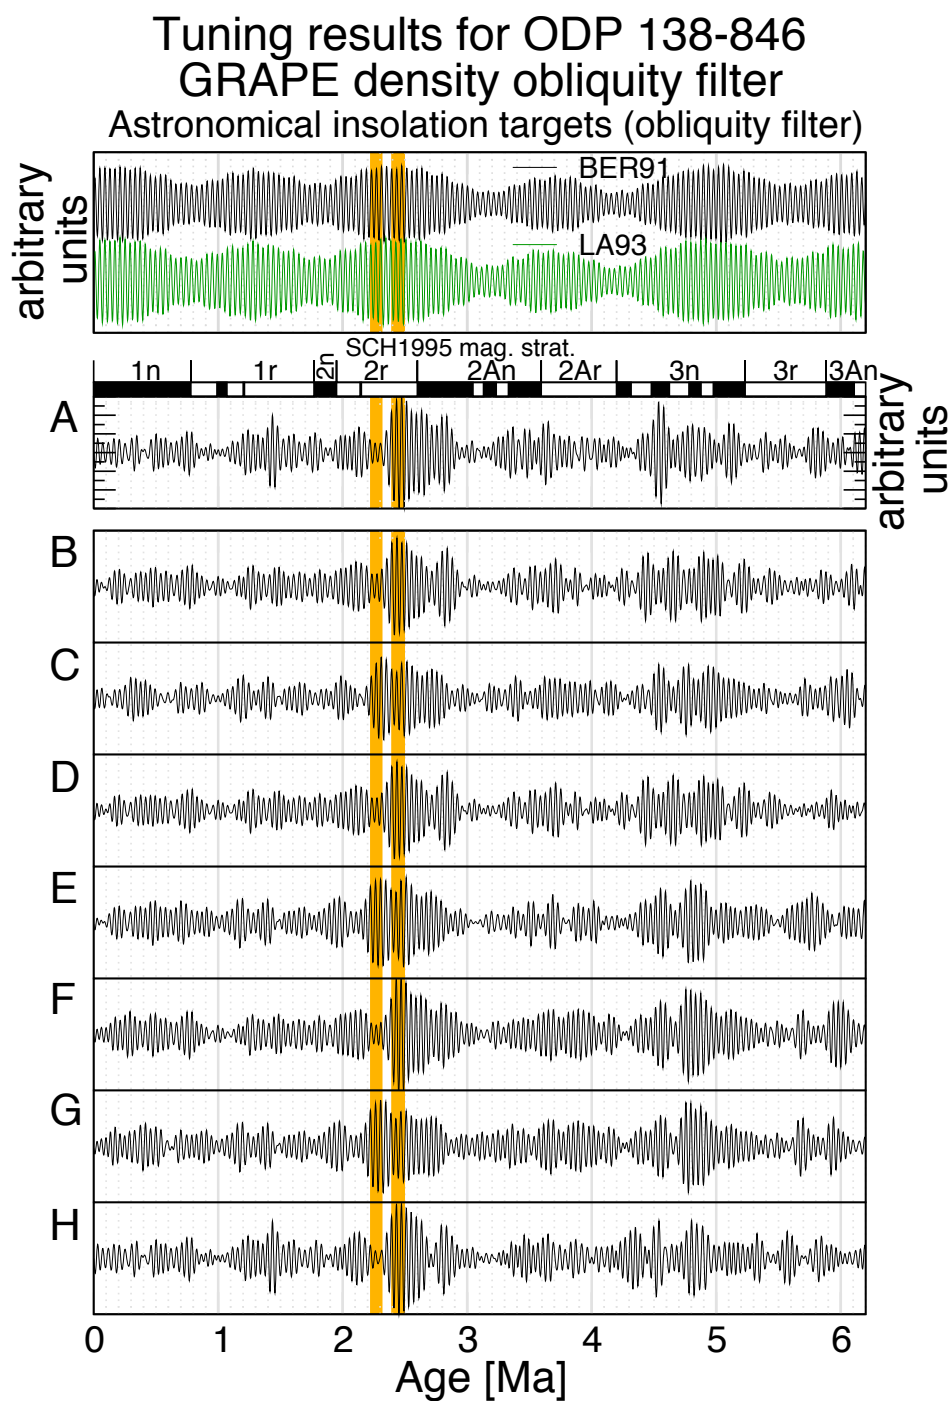 Tuning results for ODP 138-846
GRAPE density obliquity filter
Astronomical insolation targets (obliquity filter)
arbitrary
units
BER91
LA93
SCH1995 mag. strat.
1n 1r 2n 2r 2An 2Ar 3n 3r 3An
A
arbitrary
units
B
C
D
E
F
G
H
0 1 2 3 4 5 6
Age [Ma]